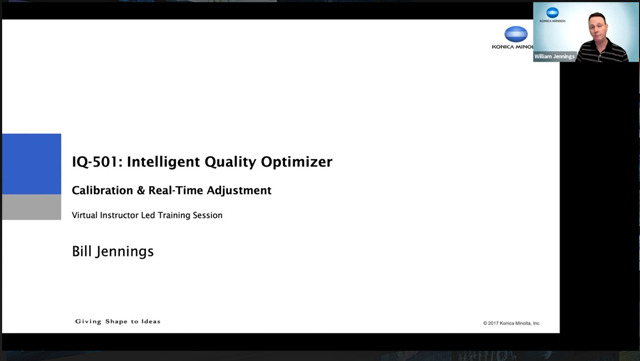 KONICA MINOLTA
KONICA MINOLTA
William Jennings
IQ-501: Intelligent Quality Optimizer
Calibration & Real-Time Adjustment
Virtual Instructor Led Training Session
Bill Jennings
Giving Shape to Ideas
© 2017 Konica Minolta, Inc.